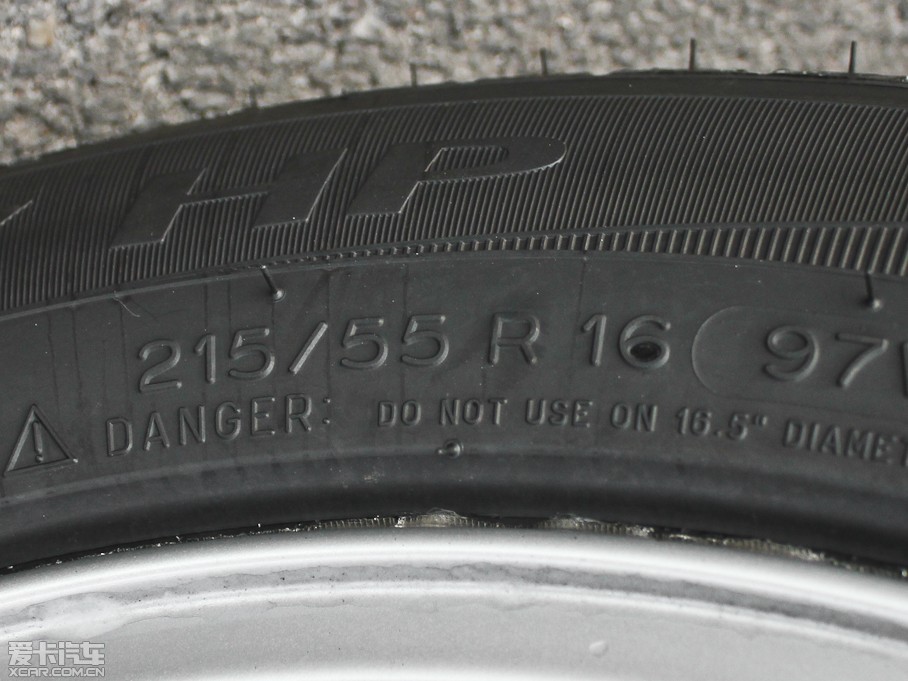 HP
215/55 R 16 97
DANGER: DO NOT USE ON 16.5" DIAMET
爱卡汽车
XCAR.COM.CN